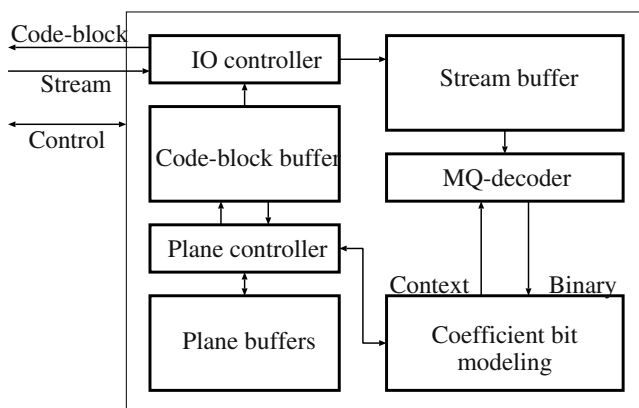 Code-block
IO controller
Stream
Stream buffer
Control
Code-block buffer
MQ-decoder
Plane controller
Context
Binary
Plane buffers
Coefficient bit
modeling